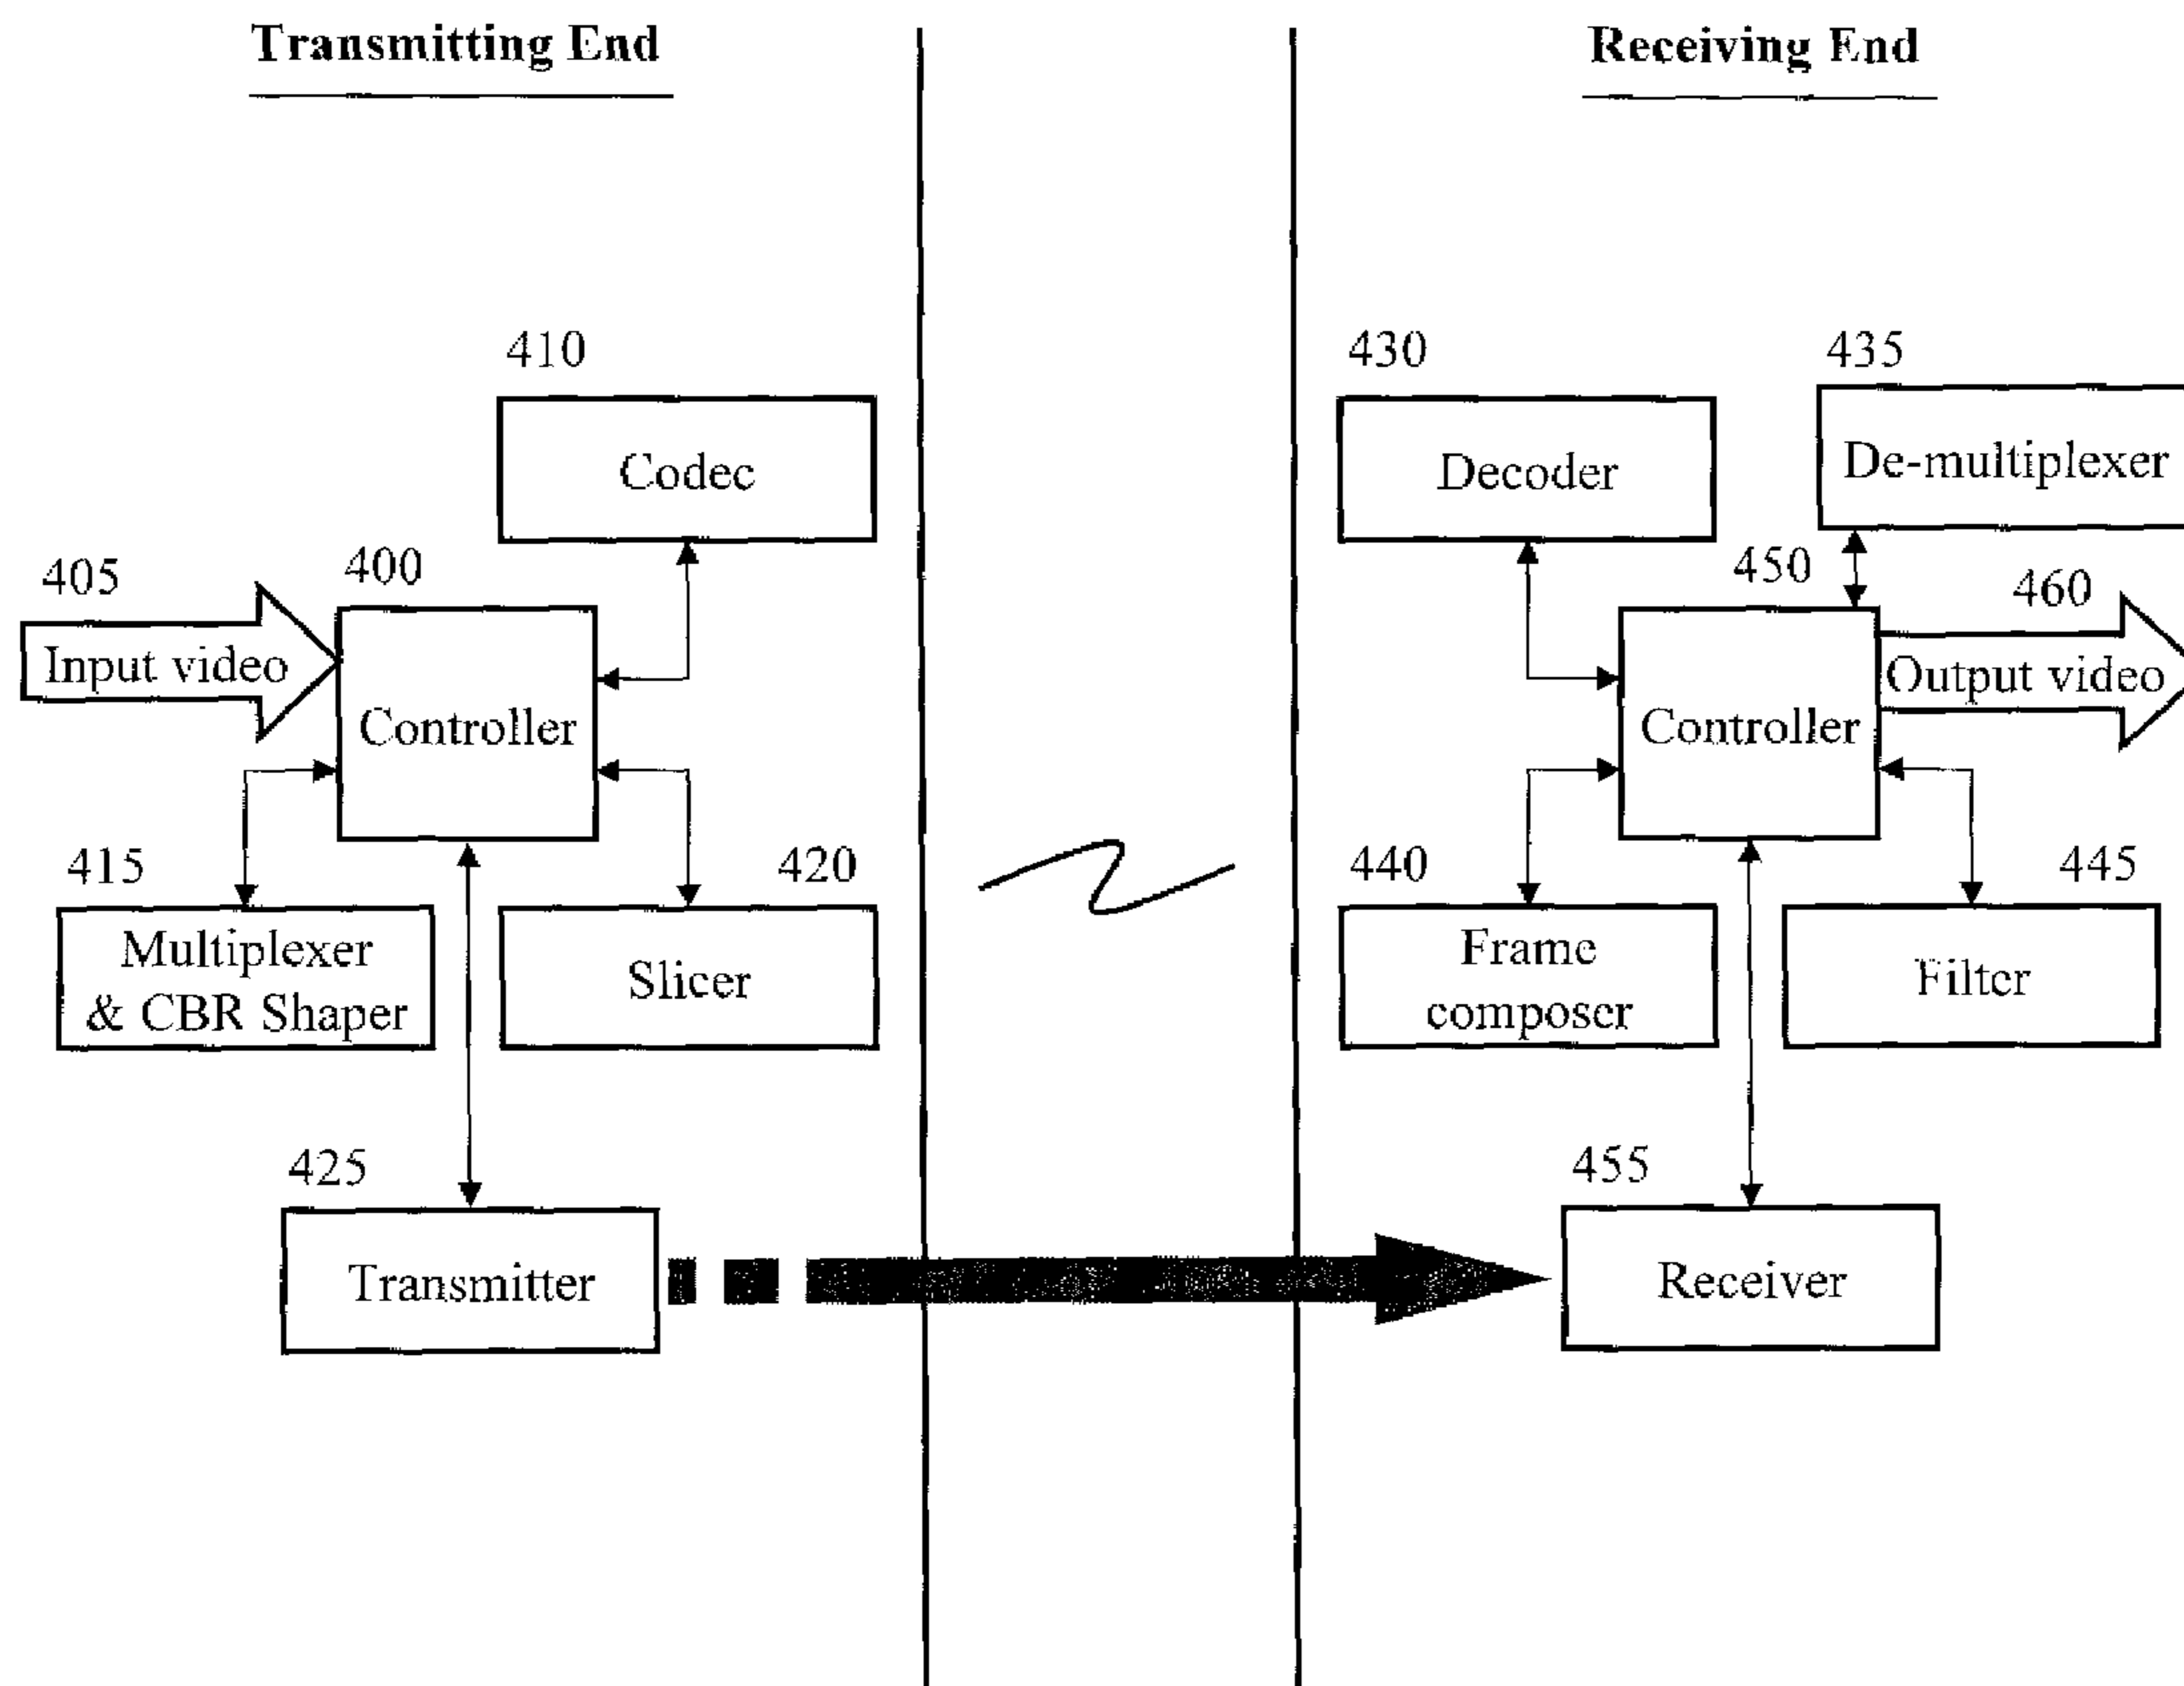 Transmitting End
Receiving End
410
Codec
430
Decoder
435
De-multiplexer
405
Input video
400
Controller
450
Controller
460
Output video
415
Multiplexer
& CBR Shaper
420
Slicer
440
Frame
composer
445
Filter
425
Transmitter
455
Receiver